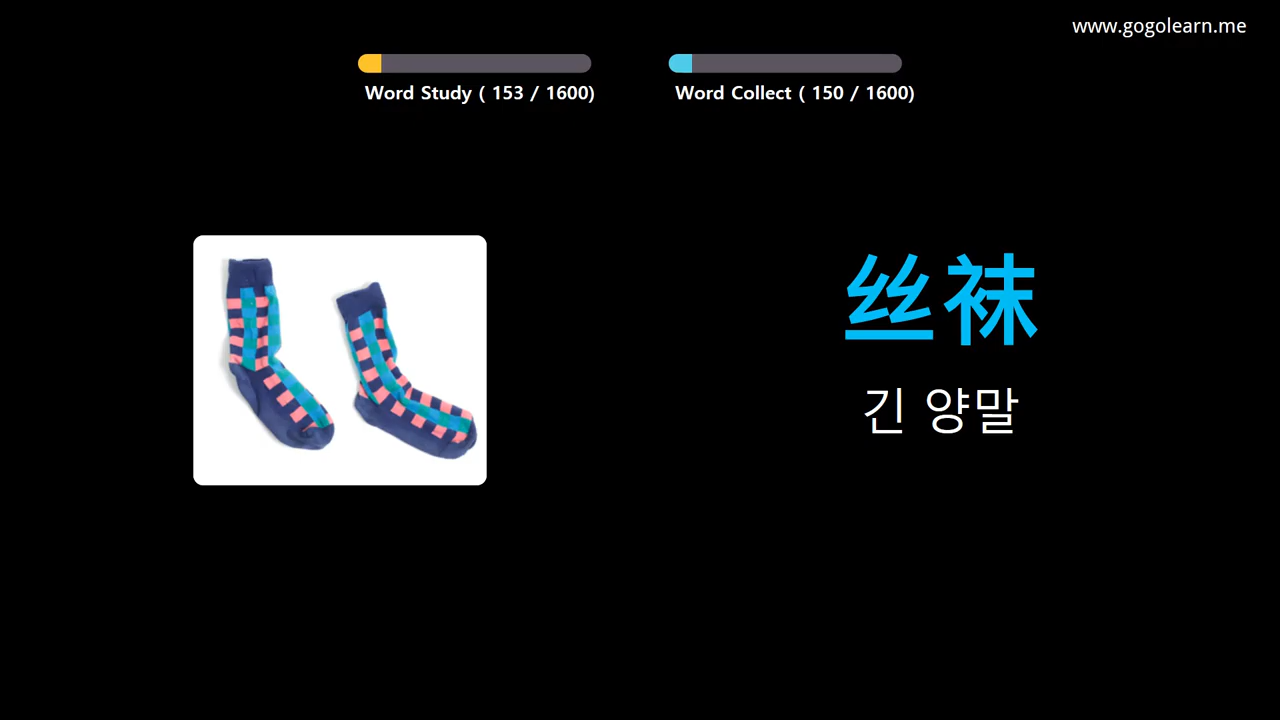 www.gogolearn.me
Word Study ( 153 / 1600)
Word Collect ( 150 / 1600)
丝袜
긴 양말